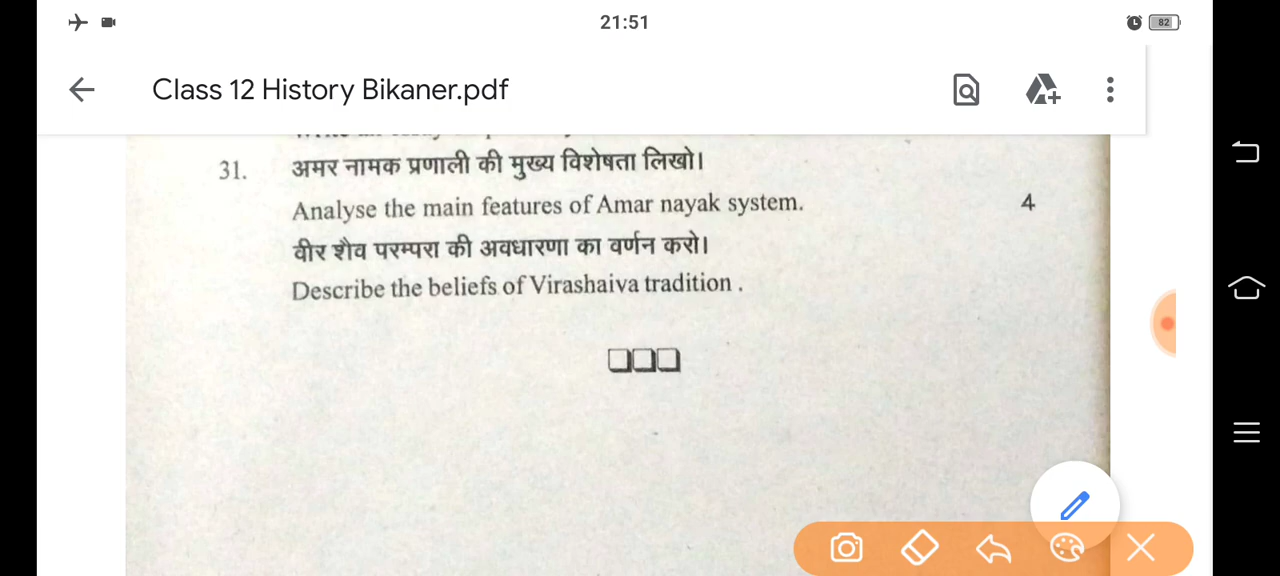 21:51
82
Class 12 History Bikaner.pdf
31. अमर नामक प्रणाली की मुख्य विशेषता लिखो।
Analyse the main features of Amar nayak system. 4
वीर शैव परम्परा की अवधारणा का वर्णन करो।
Describe the beliefs of Virashaiva tradition .